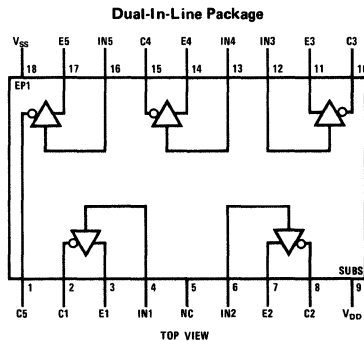 Dual-In-Line Package
VSS E5 IN5 C4 E4 IN4 IN3 E3 C3
18 17 16 15 14 13 12 11 10
EP1
SUBS
1 2 3 4 5 6 7 8 9
C5 C1 E1 IN1 NC IN2 E2 C2 VDD
TOP VIEW